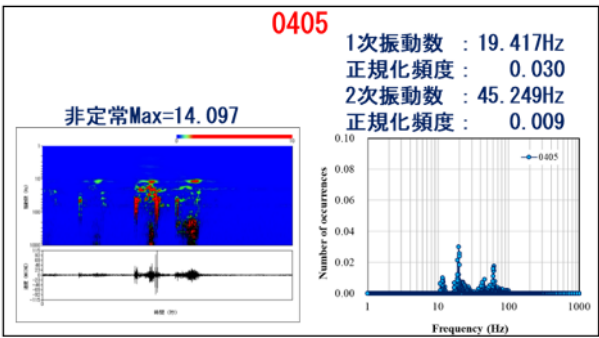 0405
1次振動数 : 19.417Hz
正規化頻度: 0.030
2次振動数 : 45.249Hz
正規化頻度: 0.009
非定常Max=14.097
時間 (秒)
0.10
0.08
0.06
0.04
0.02
0.00
Number of occurrences
0405
1 10 100 1000
Frequency (Hz)